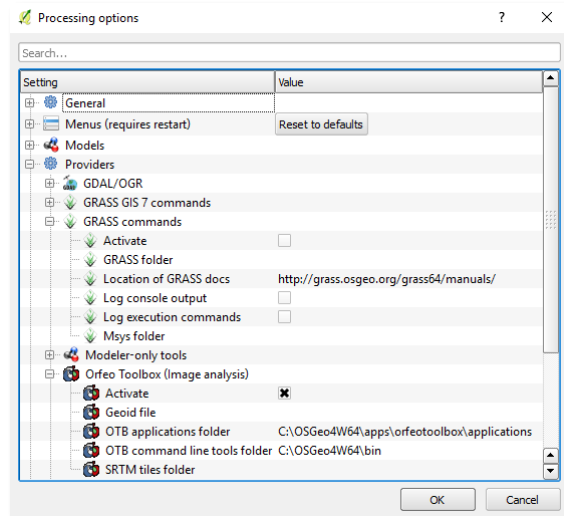 Processing options
Search...
Setting Value
General
Menus (requires restart) Reset to defaults
Models
Providers
GDAL/OGR
GRASS GIS 7 commands
GRASS commands
Activate
GRASS folder
Location of GRASS docs http://grass.osgeo.org/grass64/manuals/
Log console output
Log execution commands
Msys folder
Modeler-only tools
Orfeo Toolbox (Image analysis)
Activate
Geoid file
OTB applications folder C:\OSGeo4W64\apps\orfeotoolbox\applications
OTB command line tools folder C:\OSGeo4W64\bin
SRTM tiles folder
OK Cancel